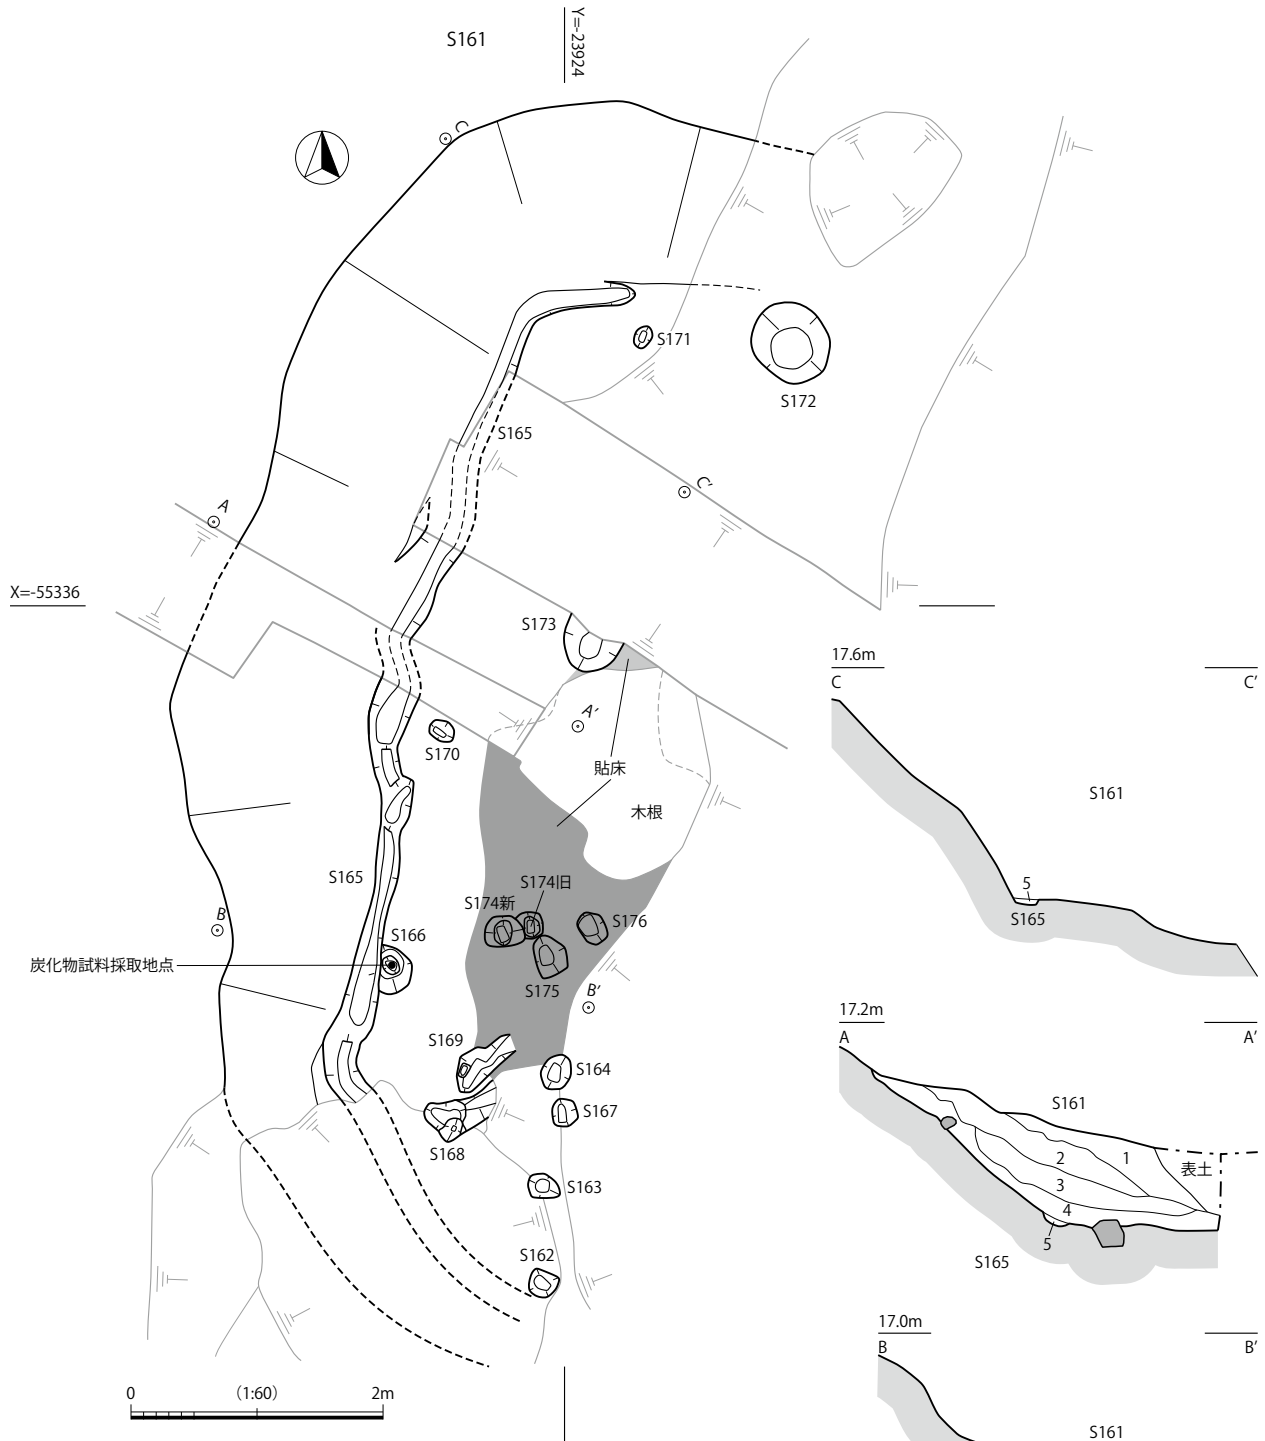 S161
Y=-23924
C
S171
S172
S165
C'
A
X=-55336
S173
A'
S170
貼床
木根
S165
S174旧
S174新
S176
B
S166
炭化物試料採取地点
S175
B'
S169
S164
S167
S168
S163
S162
0 (1:60) 2m
17.6m
C C'
S161
5
S165
17.2m
A A'
S161
1
2
表土
3
4
5
S165
17.0m
B B'
S161